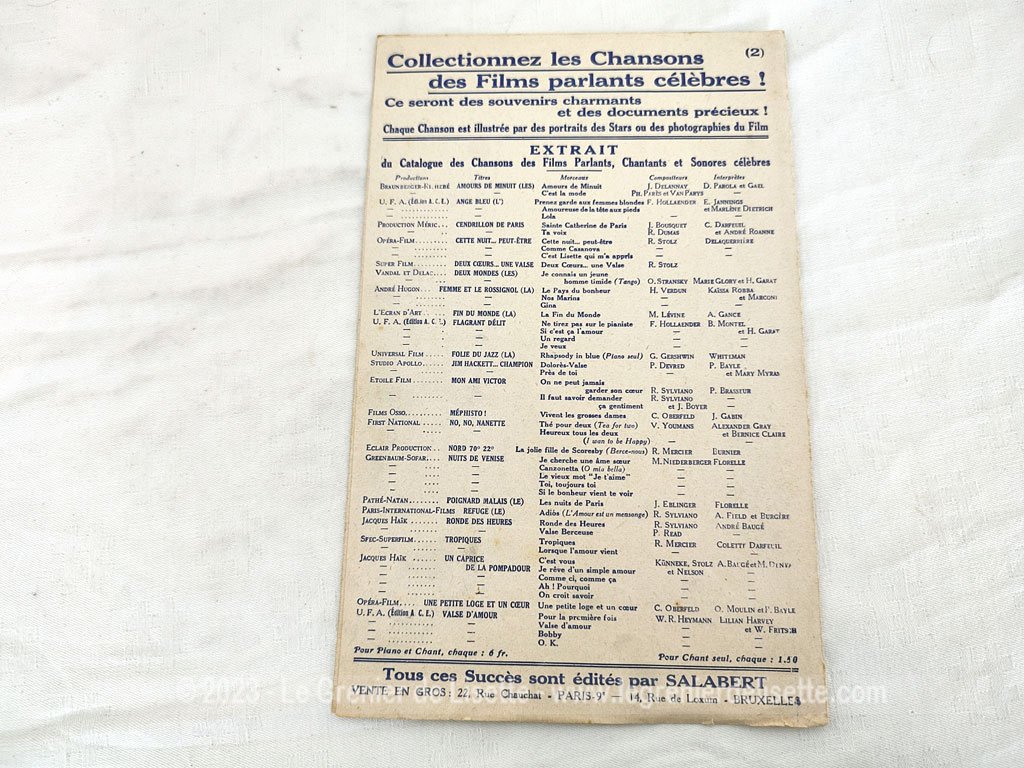 (2)
Collectionnez les Chansons
des Films parlants célèbres !
Ce seront des souvenirs charmants
et des documents précieux !
Chaque Chanson est illustrée par des portraits des Stars ou des photographies du Film
EXTRAIT
du Catalogue des Chansons des Films Parlants, Chantants et Sonores célèbres
Productions Titres Morceaux Compositeurs Interprètes
BRAUNBERGER-RICHEBÉ AMOURS DE MINUIT (LES) Amours de Minuit J. DELANNAY D. PAROLA et GAEL
— — C'est la mode PH. PARÈS et VAN PARYS —
U. F. A. (Édition A. C. E.) ANGE BLEU (L') Prenez garde aux femmes blondes F. HOLLAENDER E. JANNINGS
— — Amoureuse de la tête aux pieds — et MARLÈNE DIETRICH
— — Lola — —
PRODUCTION MÉRIC... CENDRILLON DE PARIS Sainte Catherine de Paris J. BOUSQUET C. DARFEUIL
— — Ta voix R. DUMAS et ANDRÉ ROANNE
OPÉRA-FILM........ CETTE NUIT... PEUT-ÊTRE Cette nuit... peut-être R. STOLZ DELAQUERRIÈRE
— — Comme Casanova — —
— — C'est Lisette qui m'a appris — —
SUPER FILM........ DEUX CŒURS... UNE VALSE Deux Cœurs... une Valse R. STOLZ
VANDAL ET DELAC.... DEUX MONDES (LES) Je connais un jeune
homme timide (Tango) O. STRANSKY MARIE GLORY et H. GARAT
ANDRÉ HUGON... FEMME ET LE ROSSIGNOL (LA) Le Pays du bonheur H. VERDUN KAÏSSA ROBBA
— — Nos Marins — et MARCONI
— — Gina — —
L'ECRAN D'ART.... FIN DU MONDE (LA) La Fin du Monde M. LÉVINE A. GANCE
U. F. A. (Édition A. C. E.) FLAGRANT DÉLIT Ne tirez pas sur le pianiste F. HOLLAENDER B. MONTEL
— — Si c'est ça l'amour — et H. GARAT
— — Un regard — —
— — Je veux — —
UNIVERSAL FILM..... FOLIE DU JAZZ (LA) Rhapsody in blue (Piano seul) G. GERSHWIN WHITEMAN
STUDIO APOLLO..... JIM HACKETT... CHAMPION Dolorès-Valse P. DEVRED P. BAYLE
— — Près de toi — et MARY MYRAS
ETOILE FILM....... MON AMI VICTOR On ne peut jamais
garder son cœur R. SYLVIANO P. BRASSEUR
— — Il faut savoir demander R. SYLVIANO —
ça gentiment et J. BOYER —
FILMS OSSO......... MÉPHISTO ! Vivent les grosses dames C. OBERFELD J. GABIN
FIRST NATIONAL..... NO, NO, NANETTE Thé pour deux (Tea for two) V. YOUMANS ALEXANDER GRAY
— — Heureux tous les deux et BERNICE CLAIRE
(I wan to be Happy) — —
ECLAIR PRODUCTION.. NORD 70° 22° La jolie fille de Scoresby (Berce-nous) R. MERCIER BURNIER
GREENBAUM-SOFAR.... NUITS DE VENISE Je cherche une âme sœur M. NIEDERBERGER FLORELLE
— — Canzonetta (O mia bella) — —
— — Le vieux mot "Je t'aime" — —
— — Toi, toujours toi — —
— — Si le bonheur vient te voir — —
PATHÉ-NATAN....... POIGNARD MALAIS (LE) Les nuits de Paris J. EBLINGER FLORELLE
PARIS-INTERNATIONAL-FILMS REFUGE (LE) Adiòs (L'Amour est un mensonge) R. SYLVIANO A. FIELD et BURGÈRE
JACQUES HAÏK...... RONDE DES HEURES Ronde des Heures R. SYLVIANO ANDRÉ BAUGÉ
— — Valse Berceuse P. READ —
SPEC-SUPERFILM..... TROPIQUES Tropiques R. MERCIER COLETTE DARFEUIL
— — Lorsque l'amour vient — —
JACQUES HAÏK...... UN CAPRICE C'est vous KÜNNEKE, STOLZ A. BAUGÉ et M. DENYA
DE LA POMPADOUR Je rêve d'un simple amour et NELSON —
— — Comme ci, comme ça — —
— — Ah ! Pourquoi — —
— — On croit savoir — —
OPÉRA-FILM.... UNE PETITE LOGE ET UN CŒUR Une petite loge et un cœur C. OBERFELD O. MOULIN et P. BAYLE
U. F. A. (Édition A. C. E.) VALSE D'AMOUR Pour la première fois W. R. HEYMANN LILIAN HARVEY
— — Valse d'amour — et W. FRITSCH
— — Bobby — —
— — O. K. — —
Pour Piano et Chant, chaque : 6 fr. Pour Chant seul, chaque : 1.50
Tous ces Succès sont édités par SALABERT
VENTE EN GROS : 22, Rue Chauchat - PARIS-9e 14, Rue de Loxum - BRUXELLES